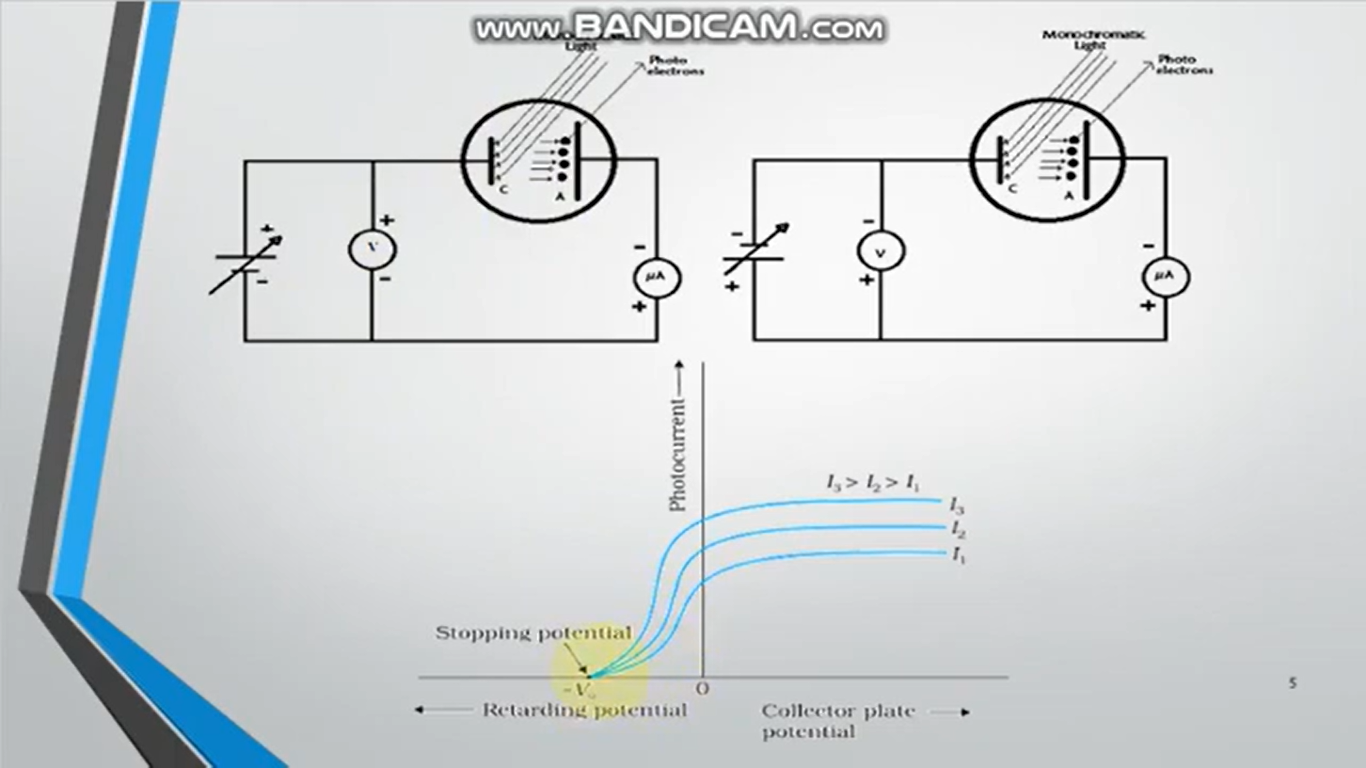 www.BANDICAM.com
Light
Photo
electrons
C
A
+
-
+
V
-
-
µA
+
Monochromatic
Light
Photo
electrons
C
A
-
+
-
V
+
-
µA
+
Photocurrent
I₃ > I₂ > I₁
I₃
I₂
I₁
Stopping potential
-V₀
0
Retarding potential
Collector plate
potential
5